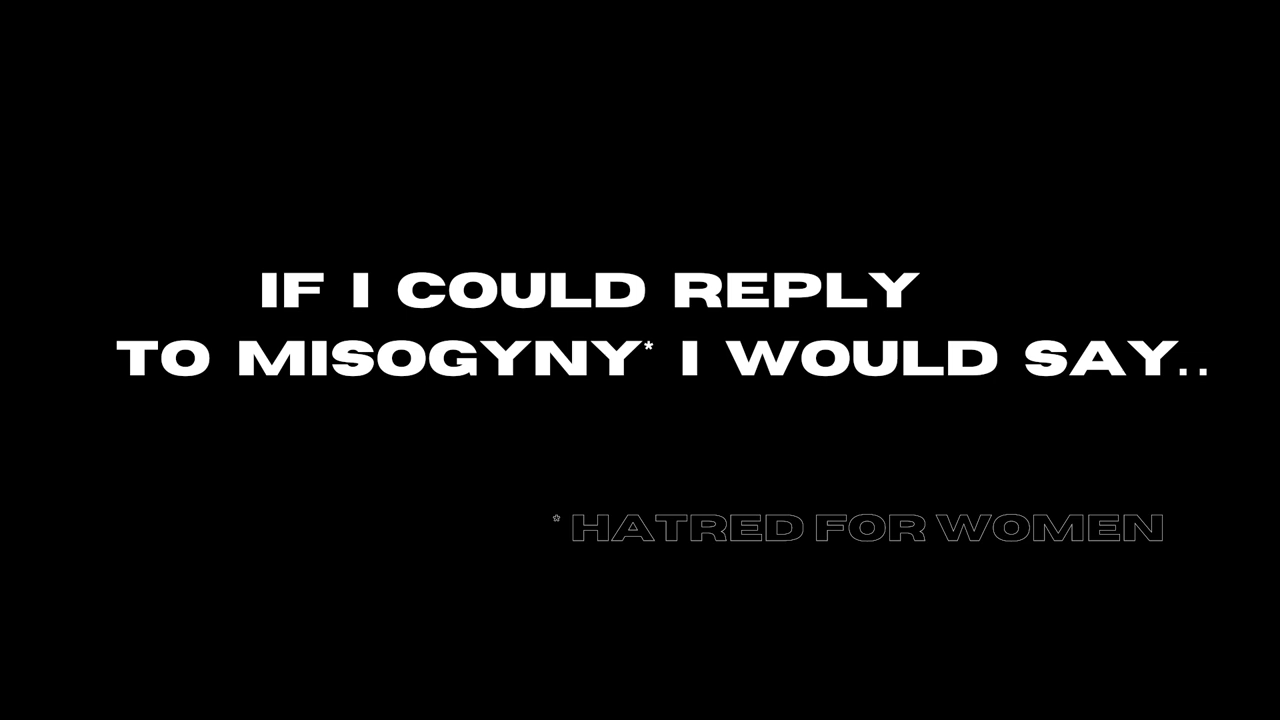 IF I COULD REPLY
TO MISOGYNY* I WOULD SAY..
* HATRED FOR WOMEN